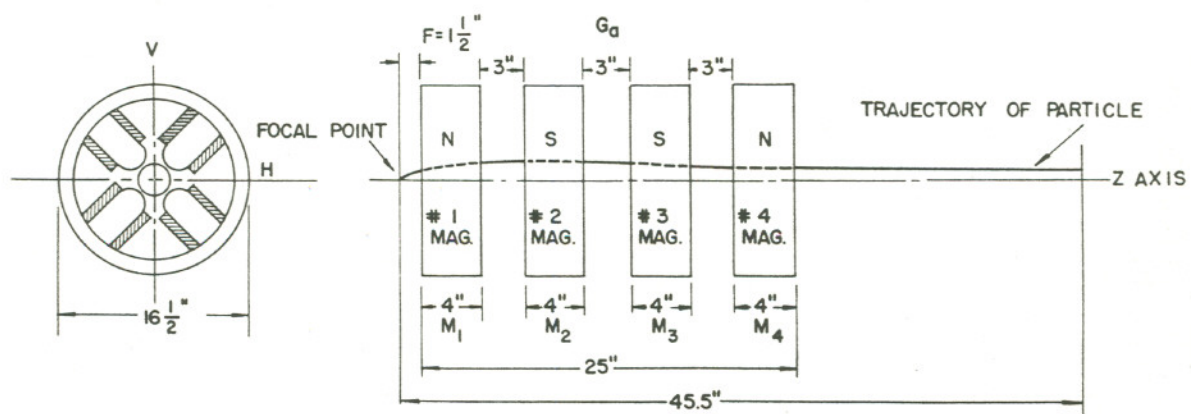 V
H
16 1/2"
F=1 1/2"
Ga
3"
3"
3"
FOCAL POINT
TRAJECTORY OF PARTICLE
N
S
S
N
Z AXIS
# 1
MAG.
# 2
MAG.
# 3
MAG.
# 4
MAG.
4"
M1
4"
M2
4"
M3
4"
M4
25"
45.5"